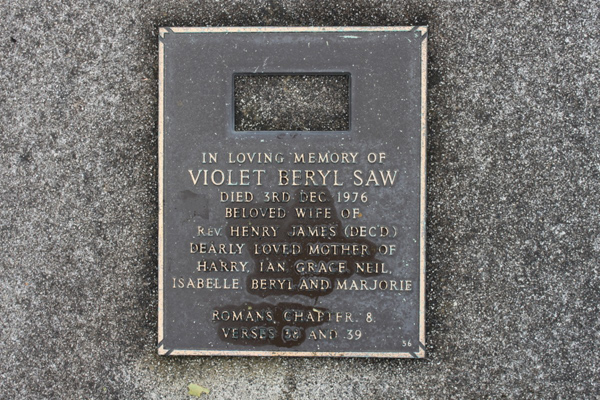 IN LOVING MEMORY OF
VIOLET BERYL SAW
DIED 3RD DEC. 1976
BELOVED WIFE OF
REV. HENRY JAMES (DEC'D.)
DEARLY LOVED MOTHER OF
HARRY, IAN, GRACE, NEIL,
ISABELLE, BERYL AND MARJORIE
ROMANS, CHAPTER 8.
VERSES 38 AND 39
56